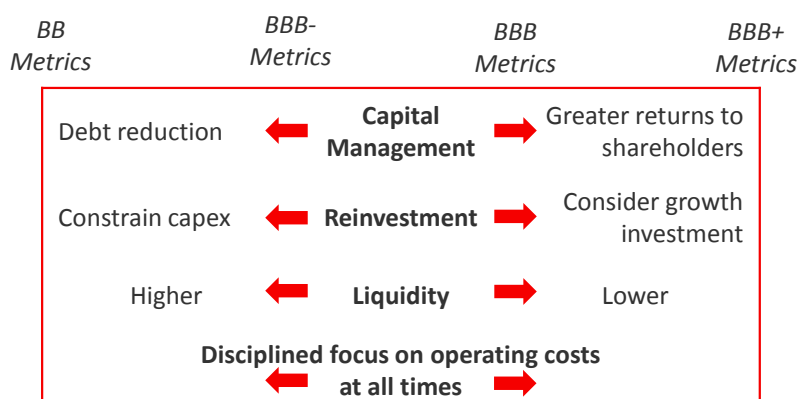 BB
Metrics
BBB-
Metrics
BBB
Metrics
BBB+
Metrics
Debt reduction
Capital
Management
Greater returns to
shareholders
Constrain capex
Reinvestment
Consider growth
investment
Higher
Liquidity
Lower
Disciplined focus on operating costs
at all times